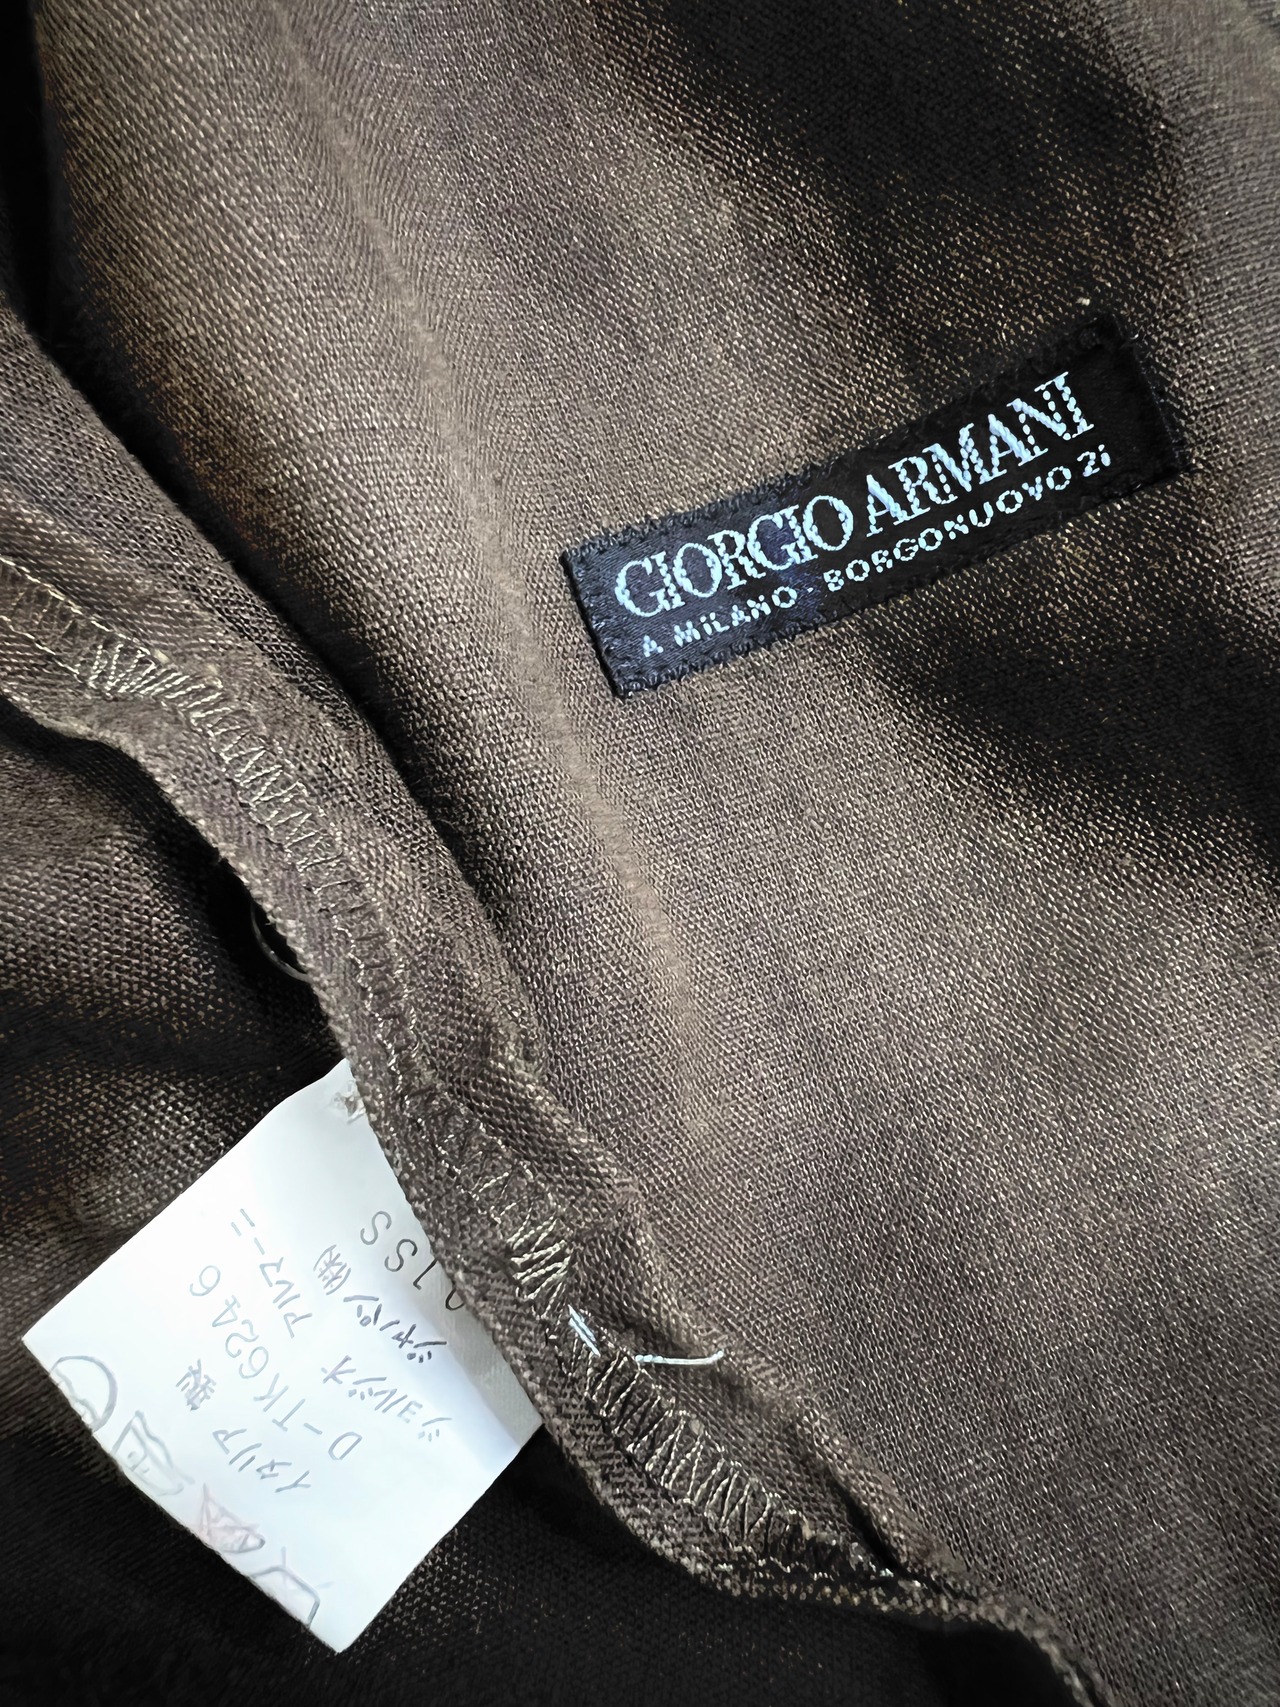 GIORGIO ARMANI
A MILANO · BORGONUOVO 21
イタリア 製
D-TK6246
ジョルジオ アルマーニ
ジャパン(株)
01SS